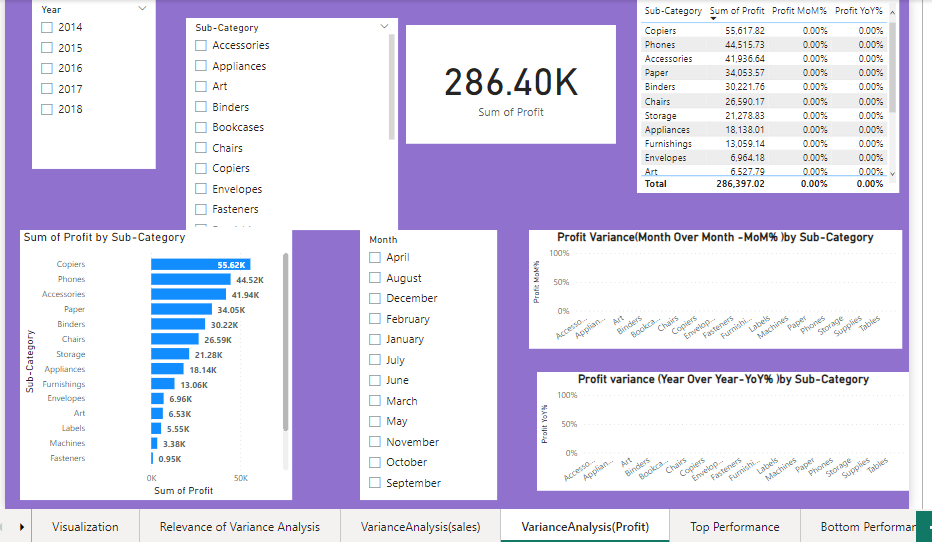 Year
2014
2015
2016
2017
2018
Sub-Category
Accessories
Appliances
Art
Binders
Bookcases
Chairs
Copiers
Envelopes
Fasteners
286.40K
Sum of Profit
Sub-Category Sum of Profit Profit MoM% Profit YoY%
Copiers 55,617.82 0.00% 0.00%
Phones 44,515.73 0.00% 0.00%
Accessories 41,936.64 0.00% 0.00%
Paper 34,053.57 0.00% 0.00%
Binders 30,221.76 0.00% 0.00%
Chairs 26,590.17 0.00% 0.00%
Storage 21,278.83 0.00% 0.00%
Appliances 18,138.01 0.00% 0.00%
Furnishings 13,059.14 0.00% 0.00%
Envelopes 6,964.18 0.00% 0.00%
Art 6,527.79 0.00% 0.00%
Total 286,397.02 0.00% 0.00%
Sum of Profit by Sub-Category
Sub-Category
Copiers 55.62K
Phones 44.52K
Accessories 41.94K
Paper 34.05K
Binders 30.22K
Chairs 26.59K
Storage 21.28K
Appliances 18.14K
Furnishings 13.06K
Envelopes 6.96K
Art 6.53K
Labels 5.55K
Machines 3.38K
Fasteners 0.95K
0K 50K
Sum of Profit
Month
April
August
December
February
January
July
June
March
May
November
October
September
Profit Variance(Month Over Month -MoM% )by Sub-Category
Profit MoM%
100%
50%
0%
Accesso... Applian... Art Binders Bookca... Chairs Copiers Envelop... Fasteners Furnishi... Labels Machines Paper Phones Storage Supplies Tables
Profit variance (Year Over Year-YoY% )by Sub-Category
Profit YoY%
100%
50%
0%
Accesso... Applian... Art Binders Bookca... Chairs Copiers Envelop... Fasteners Furnishi... Labels Machines Paper Phones Storage Supplies Tables
Visualization Relevance of Variance Analysis VarianceAnalysis(sales) VarianceAnalysis(Profit) Top Performance Bottom Performan